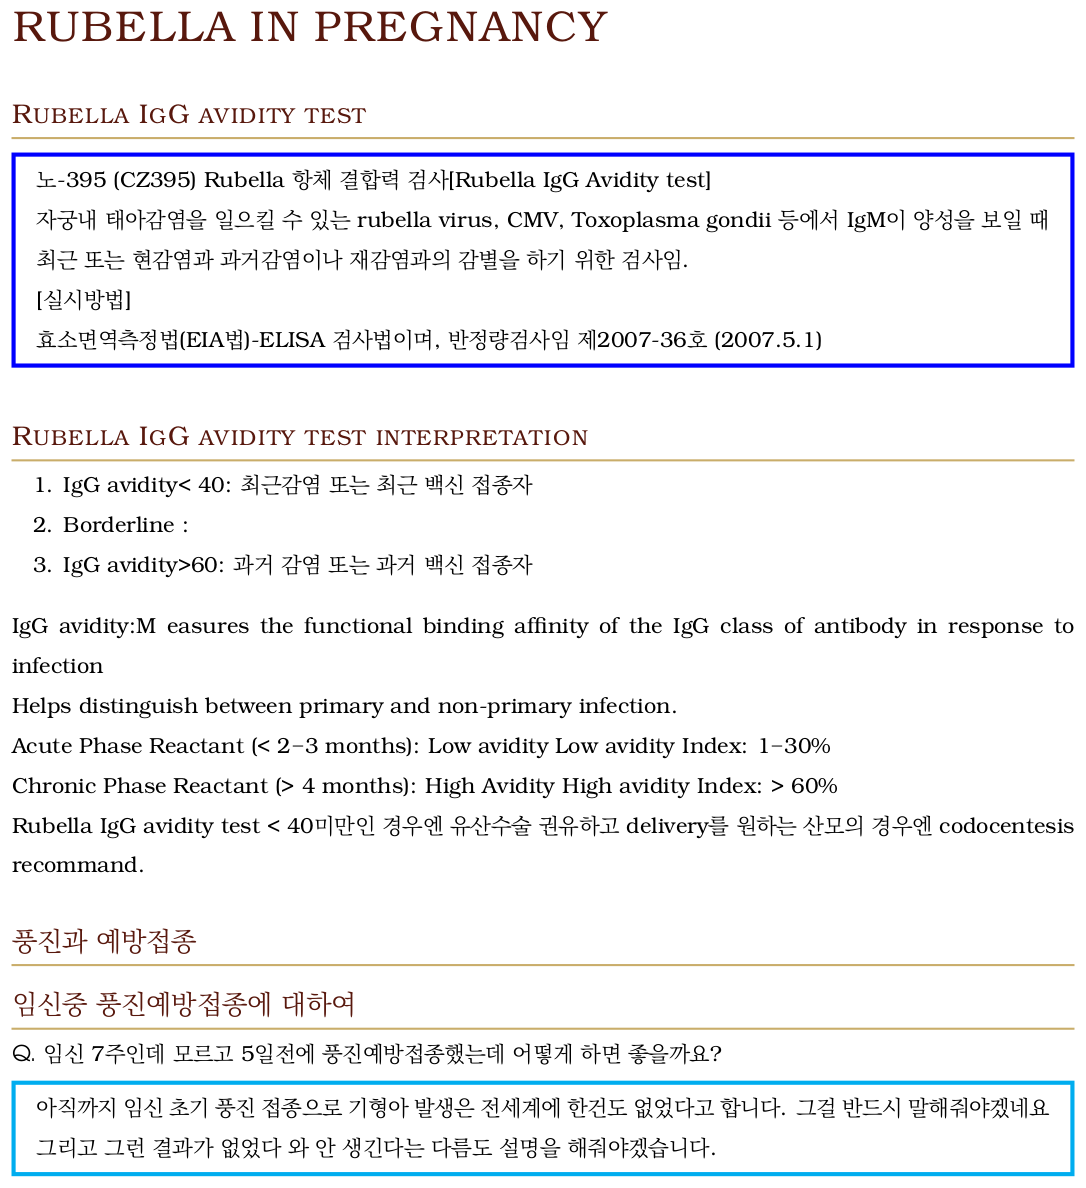 RUBELLA IN PREGNANCY
RUBELLA IGG AVIDITY TEST
노-395 (CZ395) Rubella 항체 결합력 검사[Rubella IgG Avidity test]
자궁내 태아감염을 일으킬 수 있는 rubella virus, CMV, Toxoplasma gondii 등에서 IgM이 양성을 보일 때
최근 또는 현감염과 과거감염이나 재감염과의 감별을 하기 위한 검사임.
[실시방법]
효소면역측정법(EIA법)-ELISA 검사법이며, 반정량검사임 제2007-36호 (2007.5.1)
RUBELLA IGG AVIDITY TEST INTERPRETATION
1. IgG avidity< 40: 최근감염 또는 최근 백신 접종자
2. Borderline :
3. IgG avidity>60: 과거 감염 또는 과거 백신 접종자
IgG avidity:M easures the functional binding affinity of the IgG class of antibody in response to
infection
Helps distinguish between primary and non-primary infection.
Acute Phase Reactant (< 2–3 months): Low avidity Low avidity Index: 1–30%
Chronic Phase Reactant (> 4 months): High Avidity High avidity Index: > 60%
Rubella IgG avidity test < 40미만인 경우엔 유산수술 권유하고 delivery를 원하는 산모의 경우엔 codocentesis
recommand.
풍진과 예방접종
임신중 풍진예방접종에 대하여
Q. 임신 7주인데 모르고 5일전에 풍진예방접종했는데 어떻게 하면 좋을까요?
아직까지 임신 초기 풍진 접종으로 기형아 발생은 전세계에 한건도 없었다고 합니다. 그걸 반드시 말해줘야겠네요
그리고 그런 결과가 없었다 와 안 생긴다는 다름도 설명을 해줘야겠습니다.